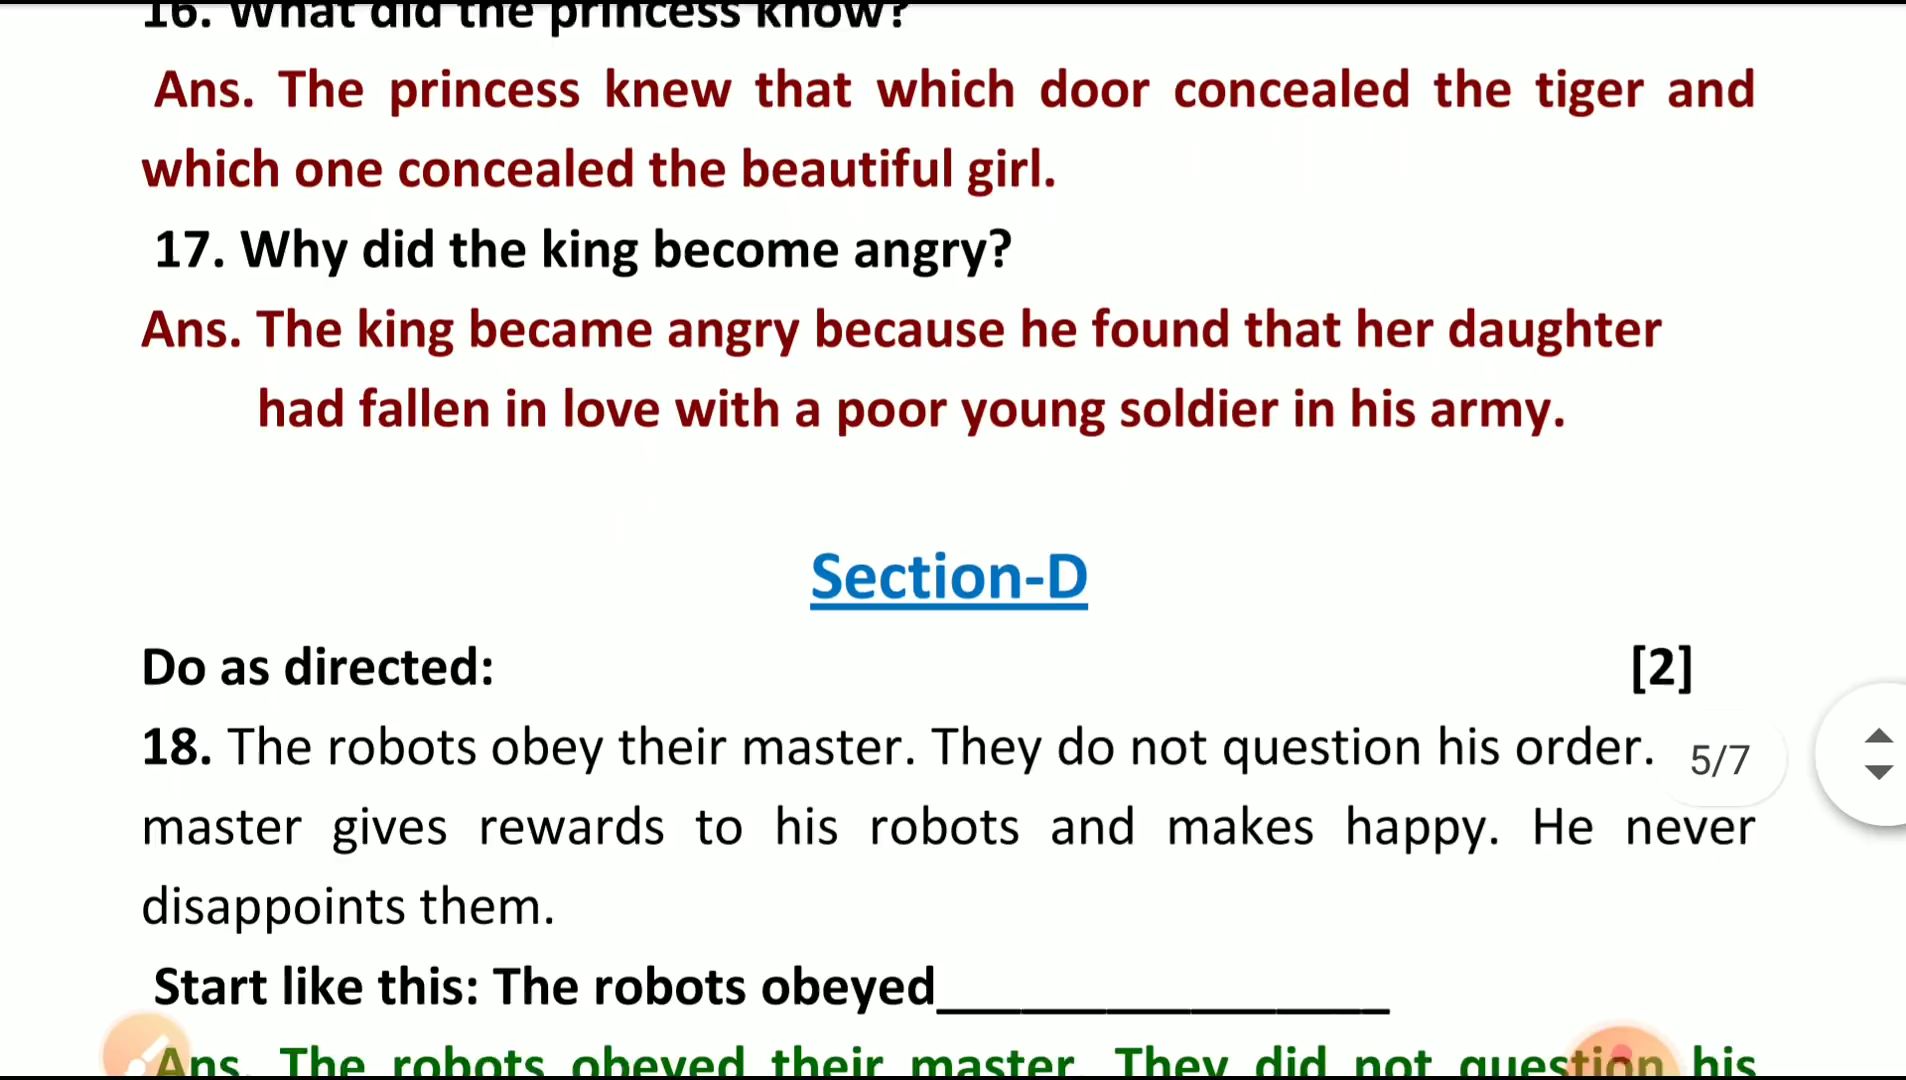 16. What did the princess know?
Ans. The princess knew that which door concealed the tiger and
which one concealed the beautiful girl.
17. Why did the king become angry?
Ans. The king became angry because he found that her daughter
had fallen in love with a poor young soldier in his army.
Section-D
Do as directed: [2]
18. The robots obey their master. They do not question his order.
5/7
master gives rewards to his robots and makes happy. He never
disappoints them.
Start like this: The robots obeyed________________
Ans. The robots obeyed their master. They did not question his